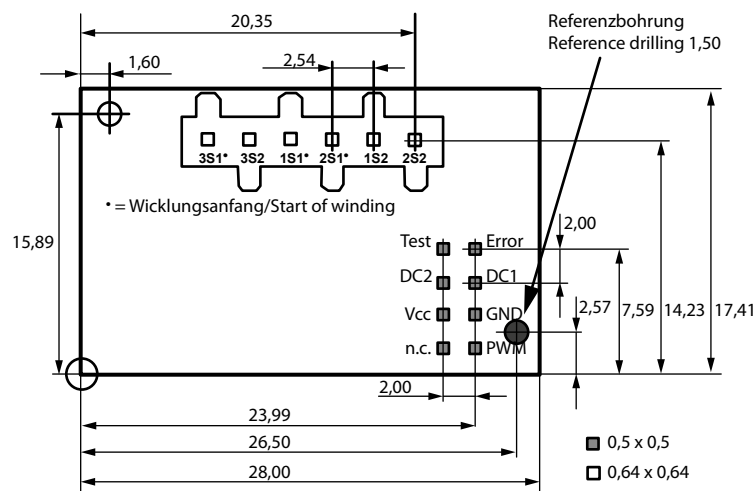 20,35
Referenzbohrung
Reference drilling 1,50
1,60
2,54
3S1• 3S2 1S1• 2S1• 1S2 2S2
• = Wicklungsanfang/Start of winding
15,89
Test Error
2,00
DC2 DC1
Vcc GND
2,57 7,59 14,23 17,41
n.c. PWM
2,00
23,99
26,50
0,5 x 0,5
28,00
0,64 x 0,64